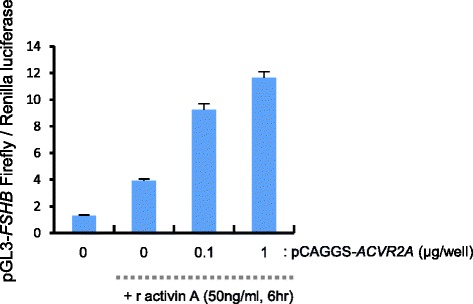 pGL3-FSHB Firefly / Renilla luciferase
14
12
10
8
6
4
2
0
0 0 0.1 1 : pCAGGS-ACVR2A (µg/well)
+ r activin A (50ng/ml, 6hr)